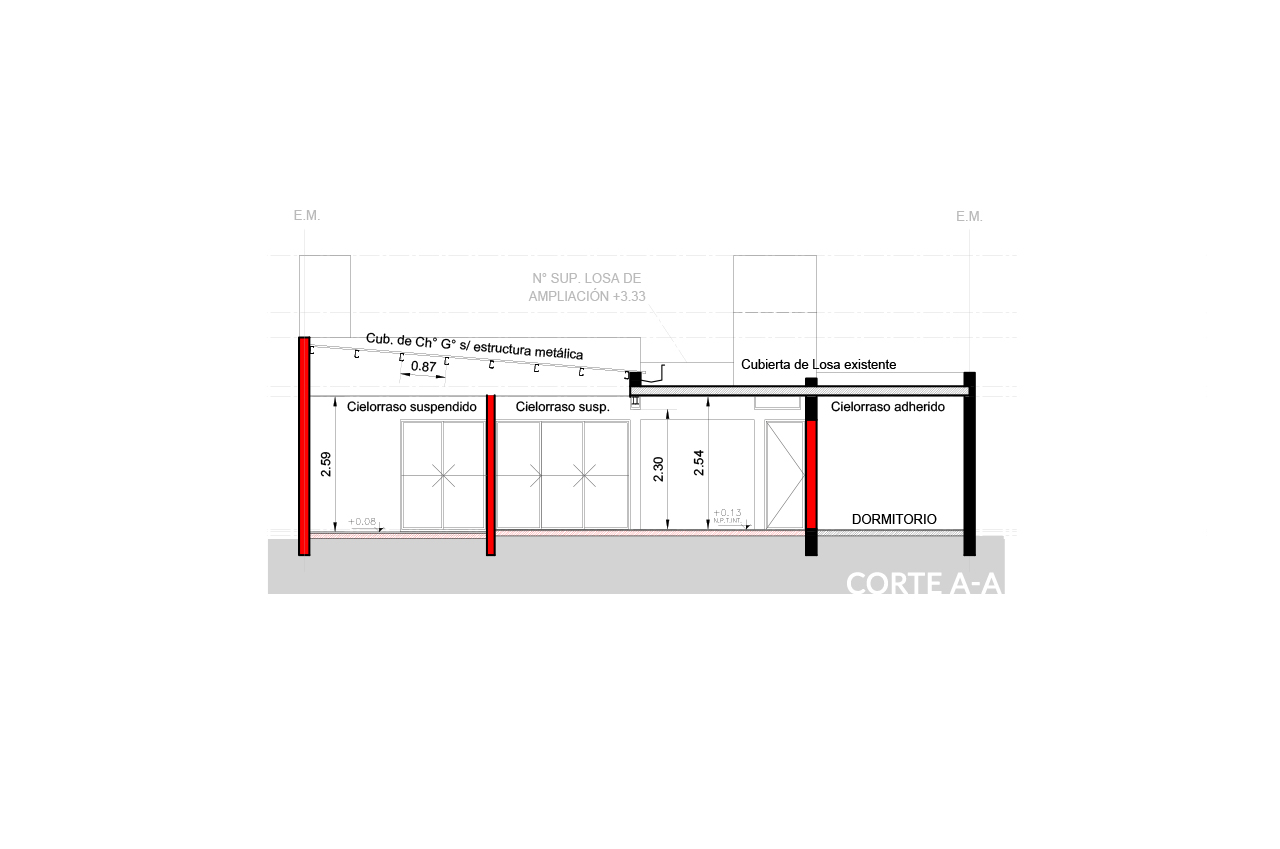 E.M.
E.M.
N° SUP. LOSA DE
AMPLIACIÓN +3.33
Cub. de Ch° G° s/ estructura metálica
0.87
Cubierta de Losa existente
Cielorraso suspendido
Cielorraso susp.
Cielorraso adherido
2.59
2.30
2.54
+0.08
+0.13
N.P.T.INT.
DORMITORIO
CORTE A-A